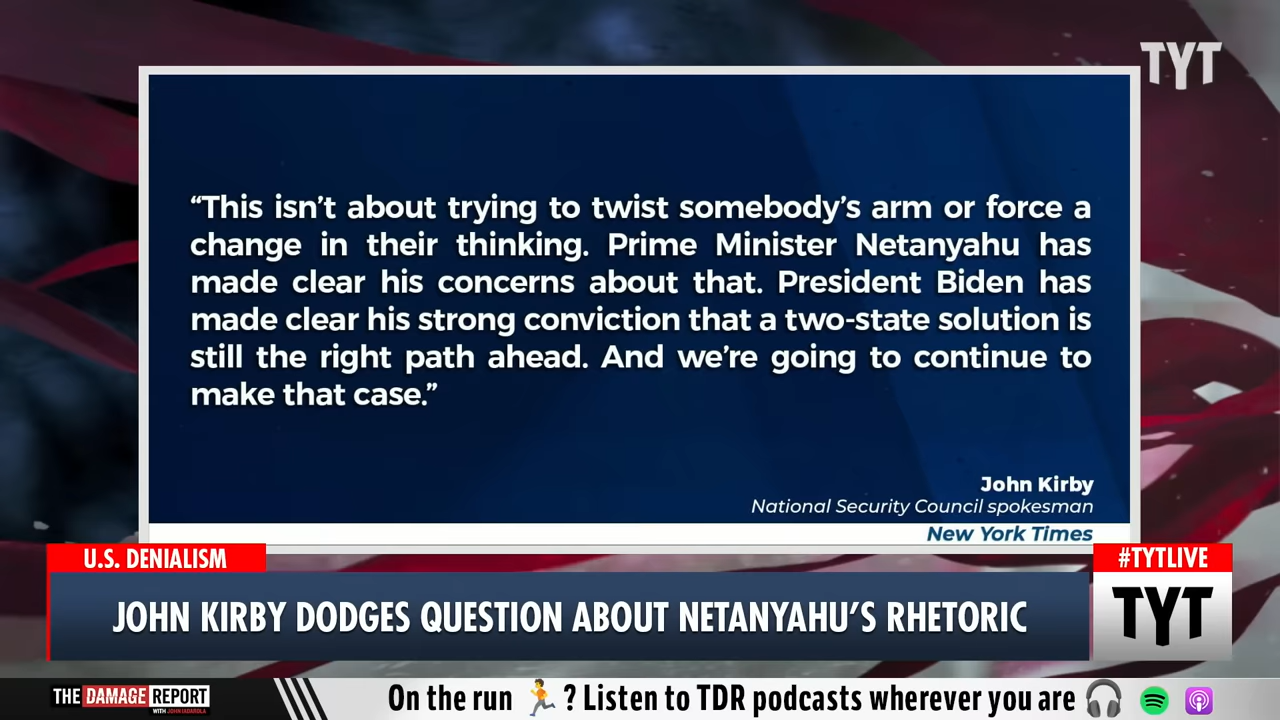 TYT
“This isn’t about trying to twist somebody’s arm or force a
change in their thinking. Prime Minister Netanyahu has
made clear his concerns about that. President Biden has
made clear his strong conviction that a two-state solution is
still the right path ahead. And we’re going to continue to
make that case.”
John Kirby
National Security Council spokesman
New York Times
U.S. DENIALISM
#TYTLIVE
JOHN KIRBY DODGES QUESTION ABOUT NETANYAHU’S RHETORIC
TYT
THE DAMAGE REPORT
WITH JOHN IADAROLA
On the run 🏃? Listen to TDR podcasts wherever you are 🎧